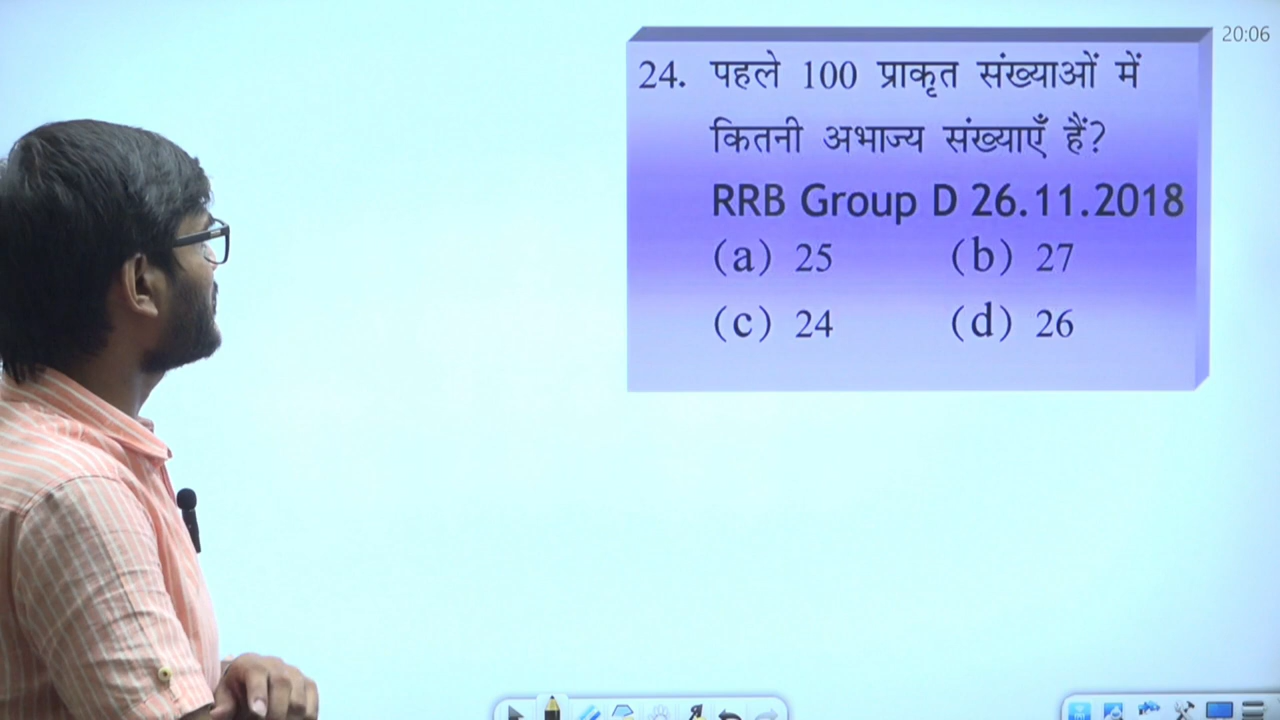 20:06
24. पहले 100 प्राकृत संख्याओं में
कितनी अभाज्य संख्याएँ हैं?
RRB Group D 26.11.2018
(a) 25 (b) 27
(c) 24 (d) 26